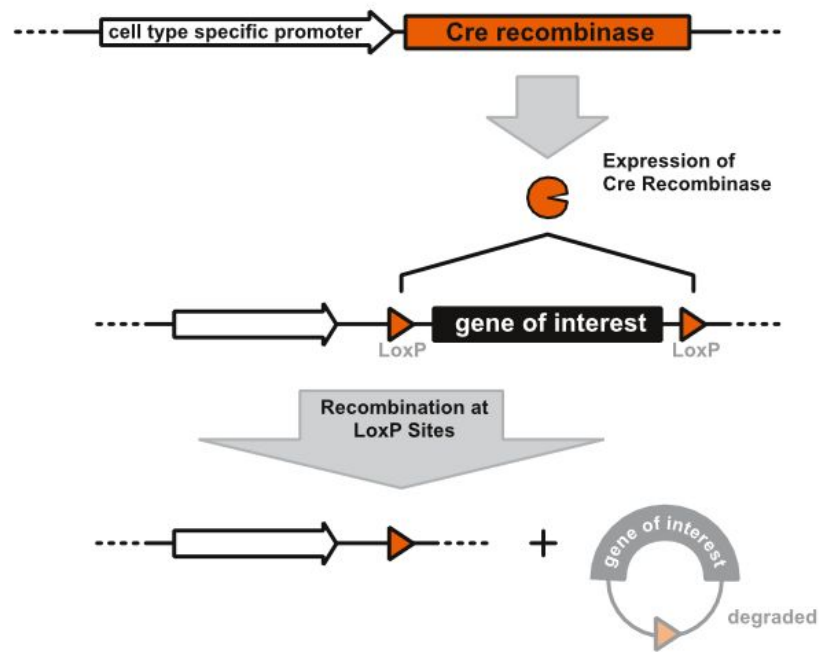 cell type specific promoter
Cre recombinase
Expression of
Cre Recombinase
gene of interest
LoxP
LoxP
Recombination at
LoxP Sites
+
gene of interest
degraded